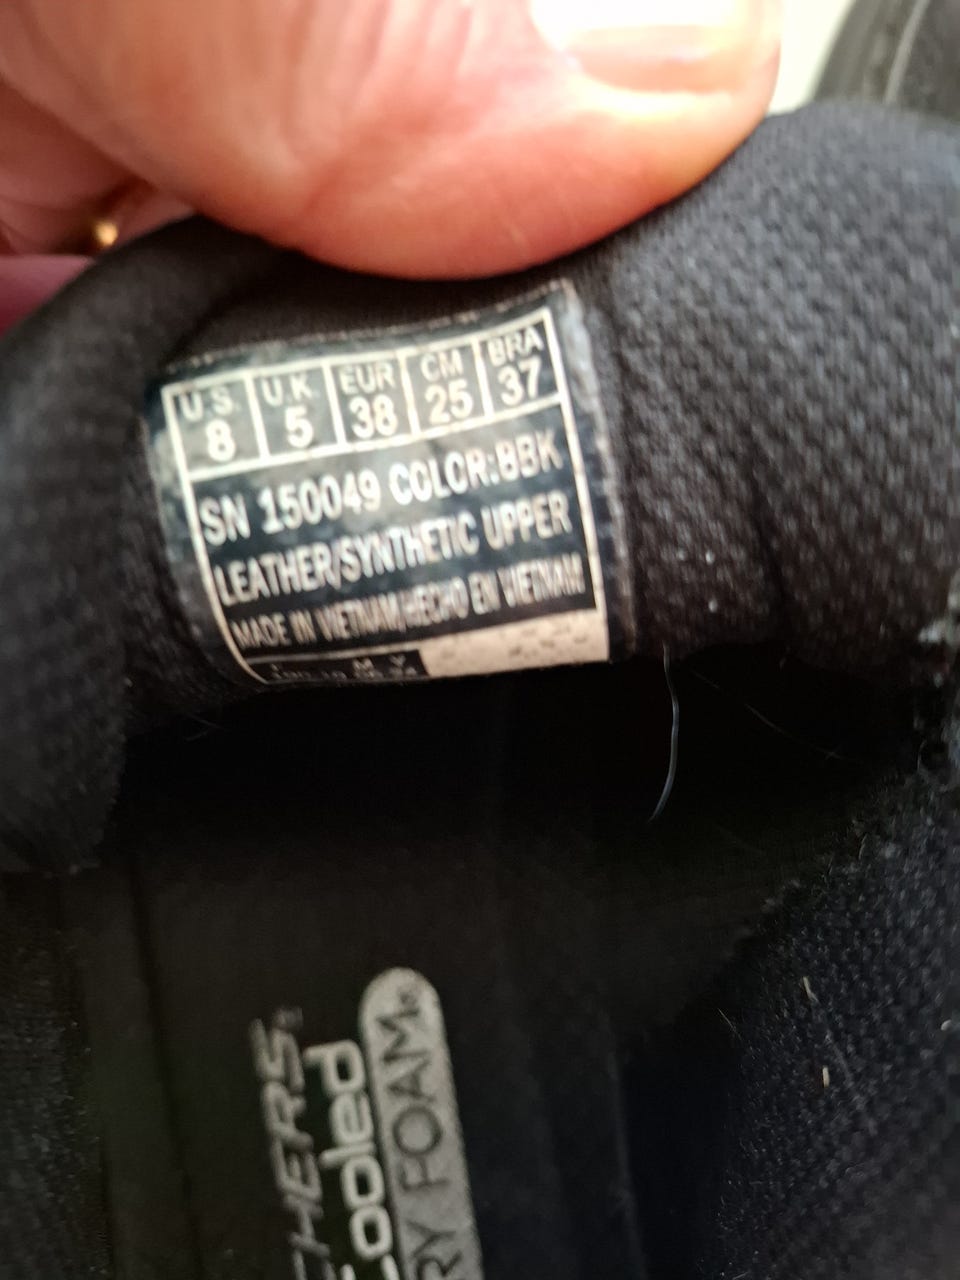 U.S. U.K. EUR CM BRA
8 5 38 25 37
SN 150049 COLOR:BBK
LEATHER/SYNTHETIC UPPER
MADE IN VIETNAM/HECHO EN VIETNAM
CHERS
Cooled
RY FOAM